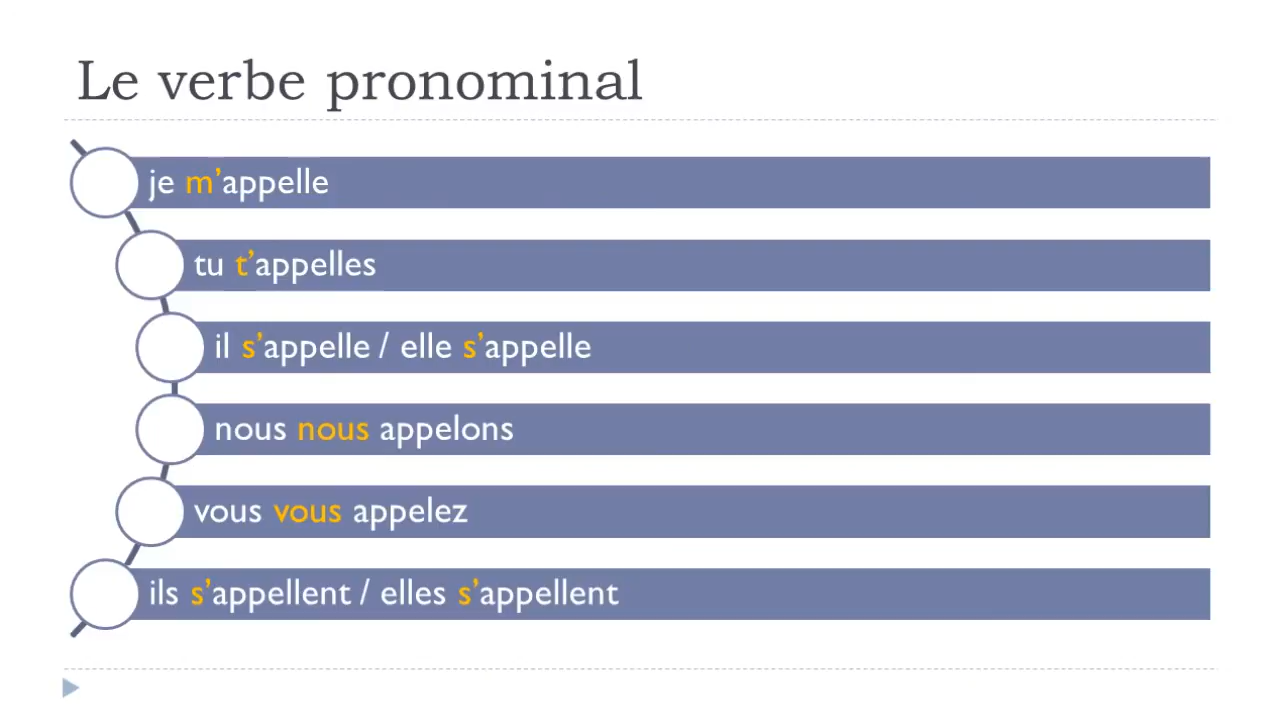 Le verbe pronominal
je m’appelle
tu t’appelles
il s’appelle / elle s’appelle
nous nous appelons
vous vous appelez
ils s’appellent / elles s’appellent